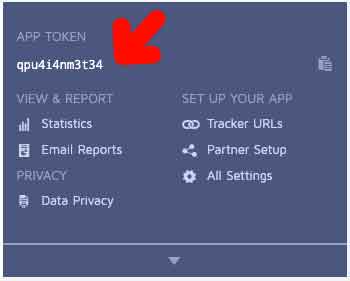 APP TOKEN
qpu4i4nm3t34
VIEW & REPORT
Statistics
Email Reports
PRIVACY
Data Privacy
SET UP YOUR APP
Tracker URLs
Partner Setup
All Settings